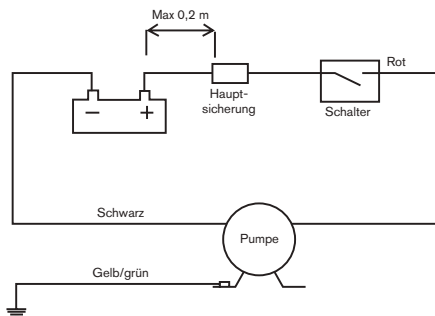 Max 0,2 m
Rot
Haupt-
sicherung
Schalter
− +
Schwarz
Pumpe
Gelb/grün